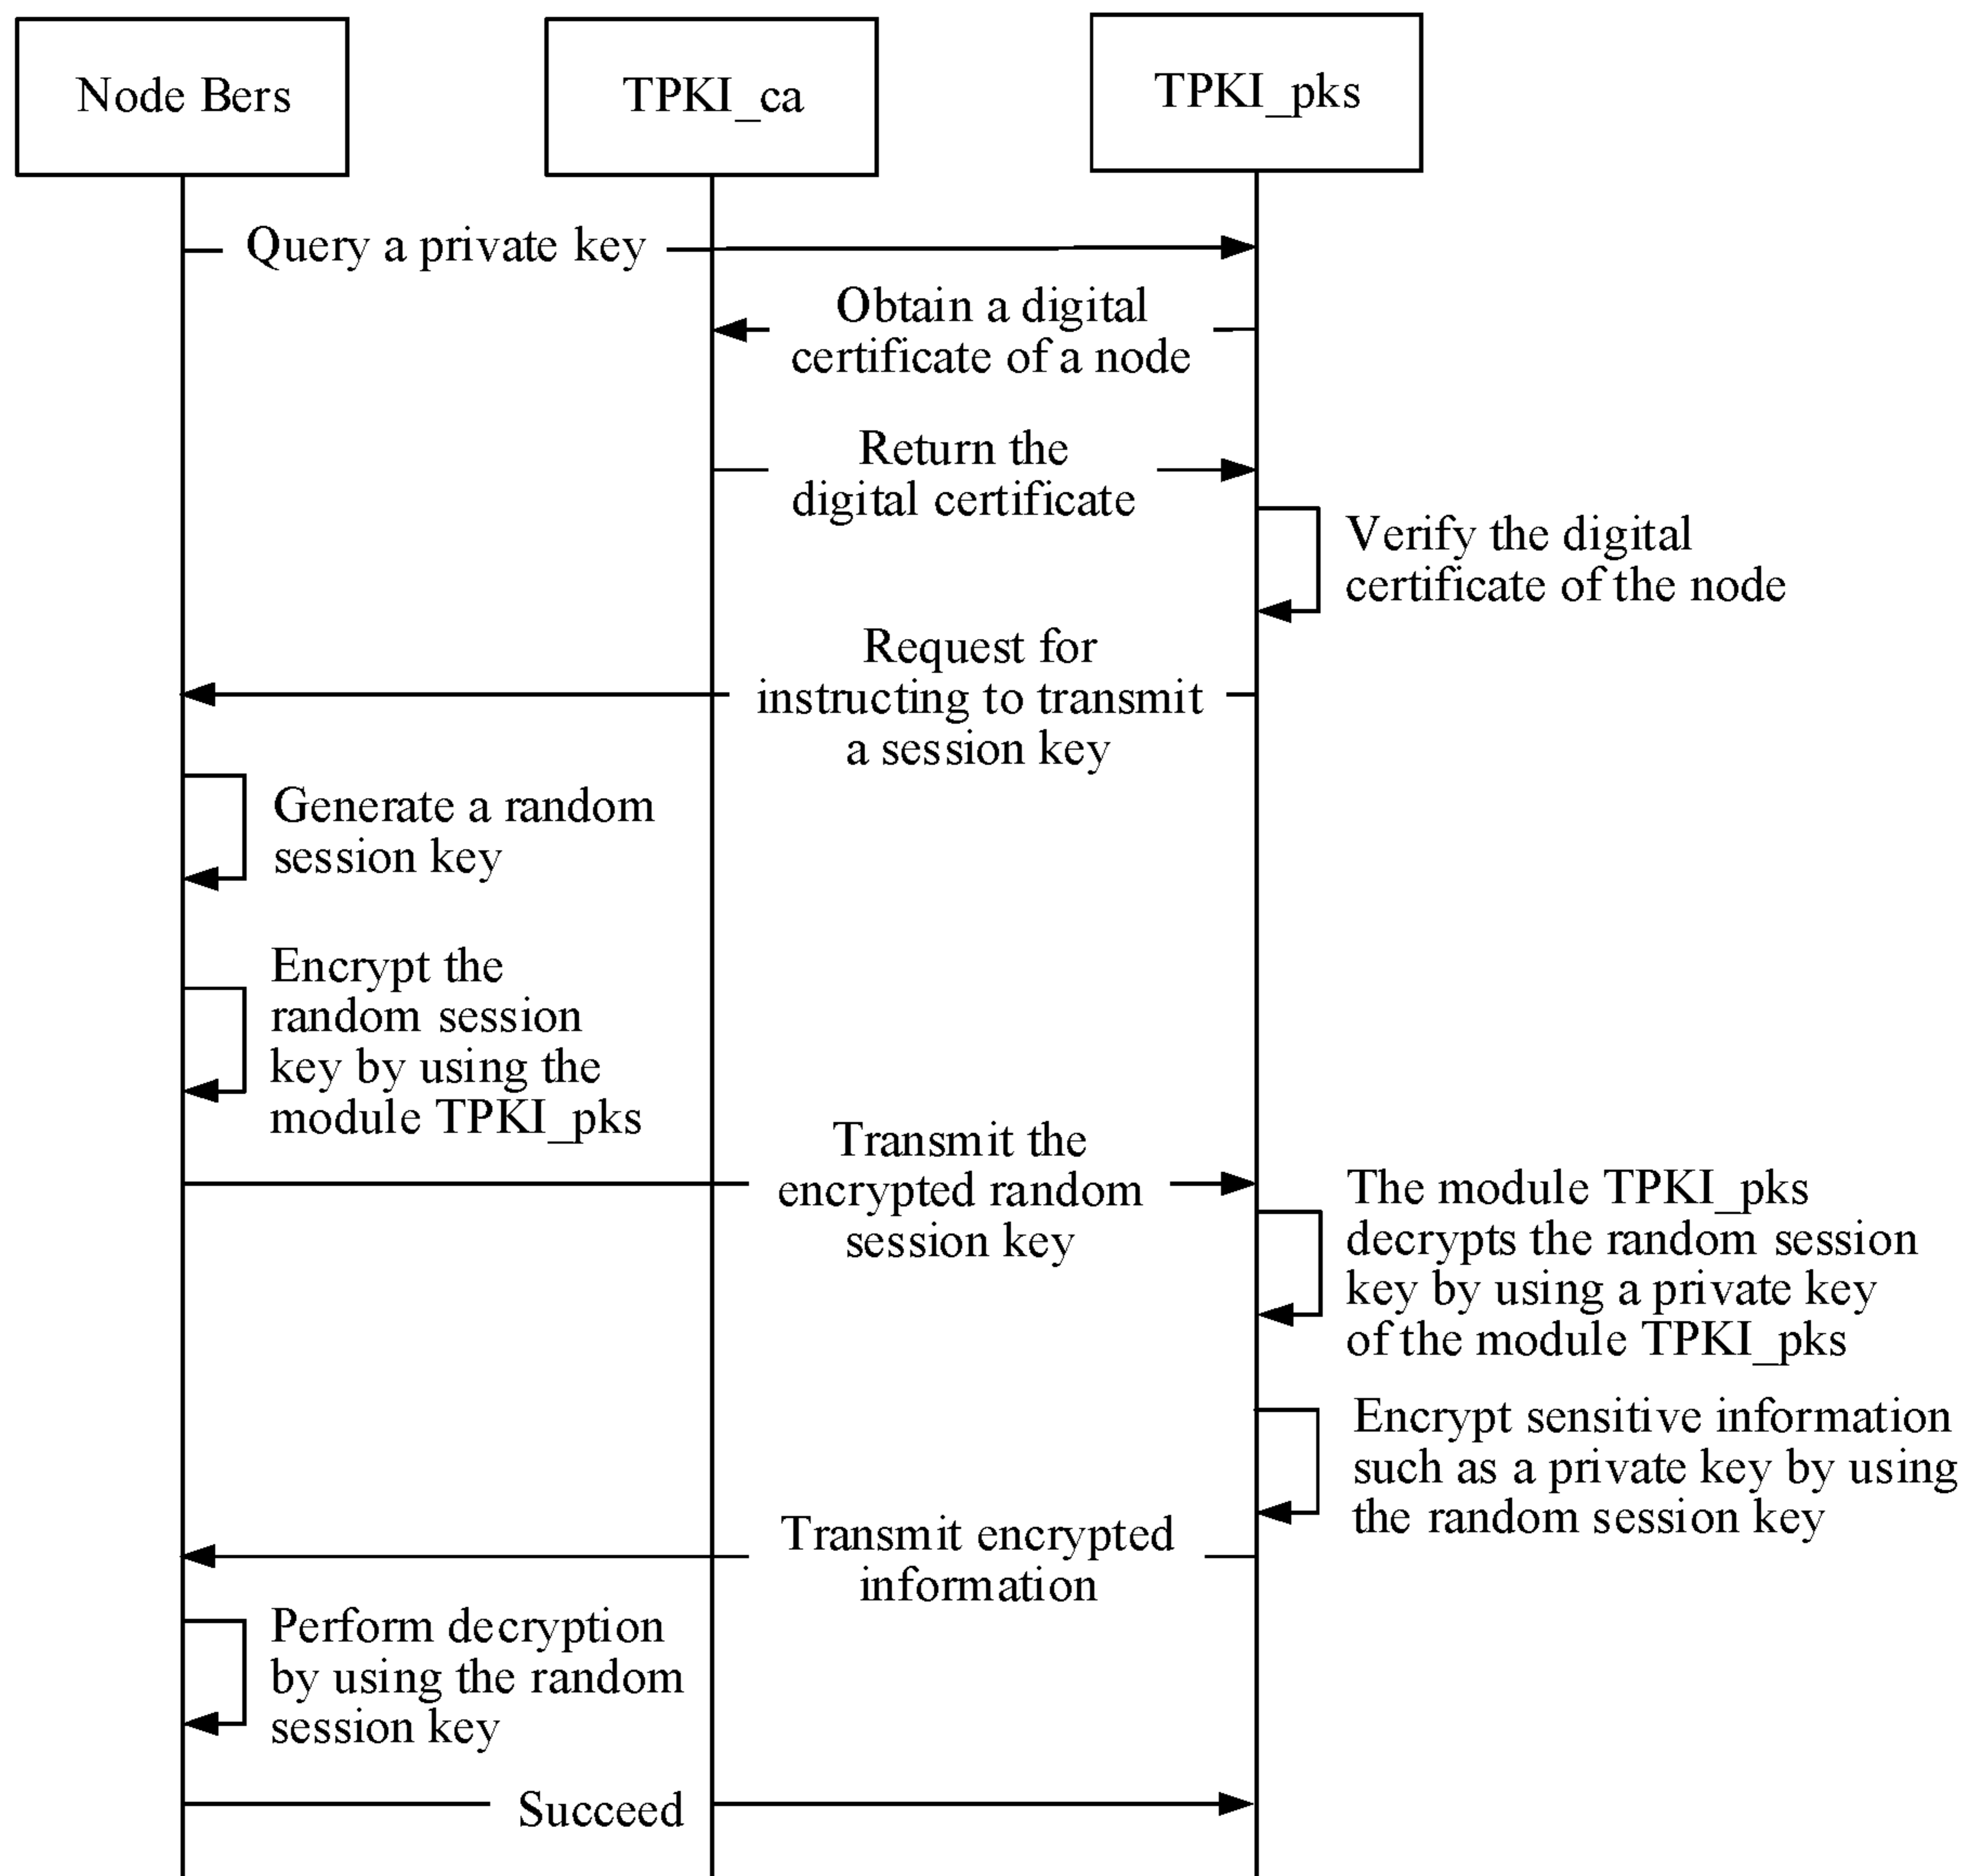 Node Bers
TPKI_ca
TPKI_pks
Query a private key
Obtain a digital
certificate of a node
Return the
digital certificate
Verify the digital
certificate of the node
Request for
instructing to transmit
a session key
Generate a random
session key
Encrypt the
random session
key by using the
module TPKI_pks
Transmit the
encrypted random
session key
The module TPKI_pks
decrypts the random session
key by using a private key
of the module TPKI_pks
Encrypt sensitive information
such as a private key by using
the random session key
Transmit encrypted
information
Perform decryption
by using the random
session key
Succeed